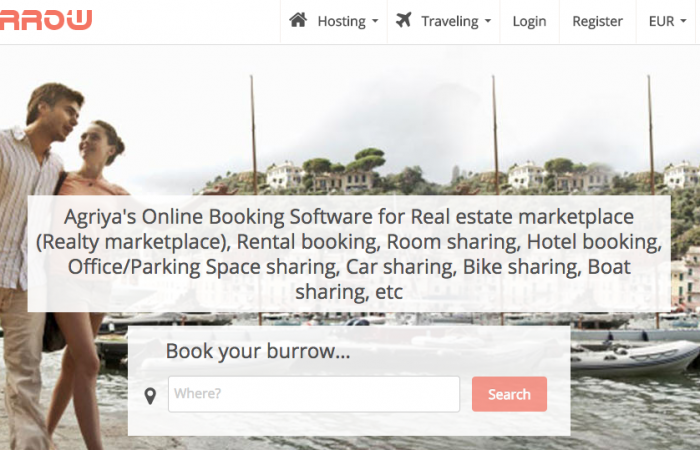 RROW
Hosting Traveling Login Register EUR
Agriya's Online Booking Software for Real estate marketplace
(Realty marketplace), Rental booking, Room sharing, Hotel booking,
Office/Parking Space sharing, Car sharing, Bike sharing, Boat
sharing, etc
Book your burrow...
Where?
Search